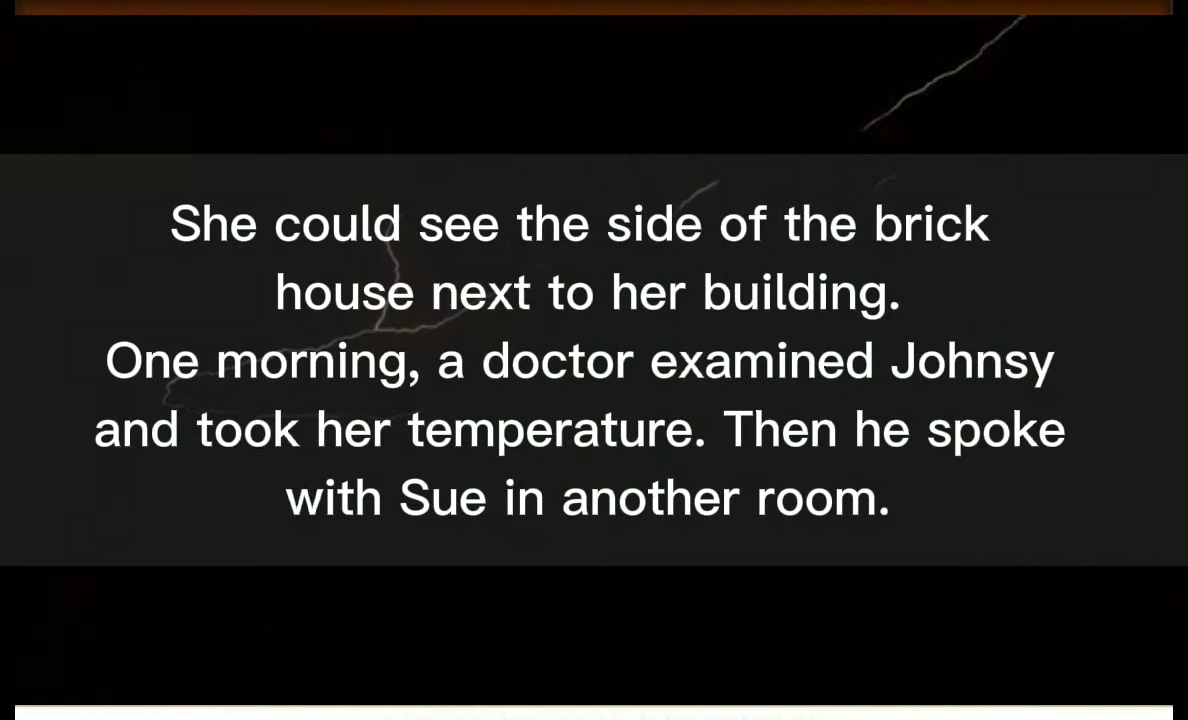 She could see the side of the brick
house next to her building.
One morning, a doctor examined Johnsy
and took her temperature. Then he spoke
with Sue in another room.